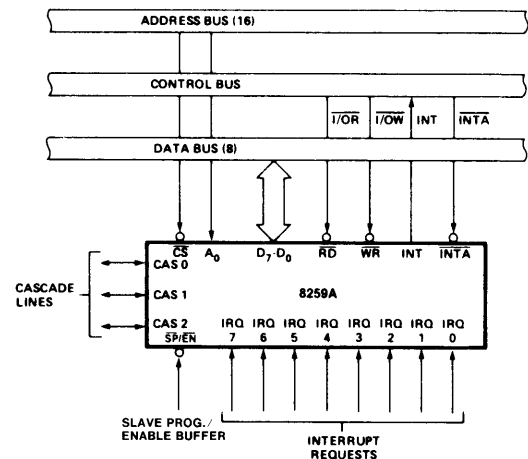 ADDRESS BUS (16)
CONTROL BUS
I/OR I/OW INT INTA
DATA BUS (8)
CS A0 D7-D0 RD WR INT INTA
CAS 0
CASCADE LINES
CAS 1
8259A
CAS 2
IRQ IRQ IRQ IRQ IRQ IRQ IRQ IRQ
SP/EN
7 6 5 4 3 2 1 0
SLAVE PROG./
ENABLE BUFFER
INTERRUPT
REQUESTS